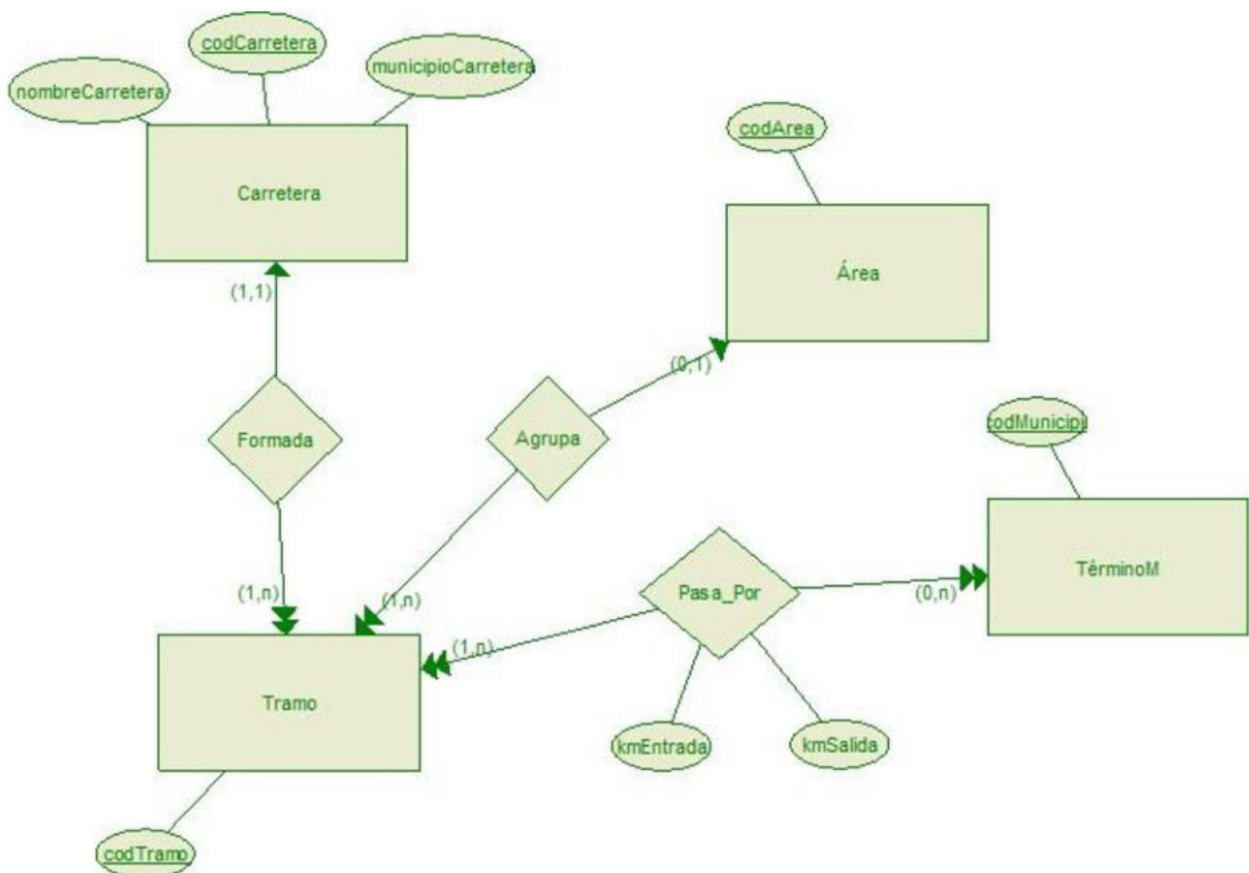 codCarretera
nombreCarretera
municipioCarretera
Carretera
codArea
Área
(1,1)
(0,1)
Formada
Agrupa
codMunicipi
TérminoM
Pasa_Por
(0,n)
(1,n)
(1,n)
(1,n)
Tramo
kmEntrada
kmSalida
codTramo